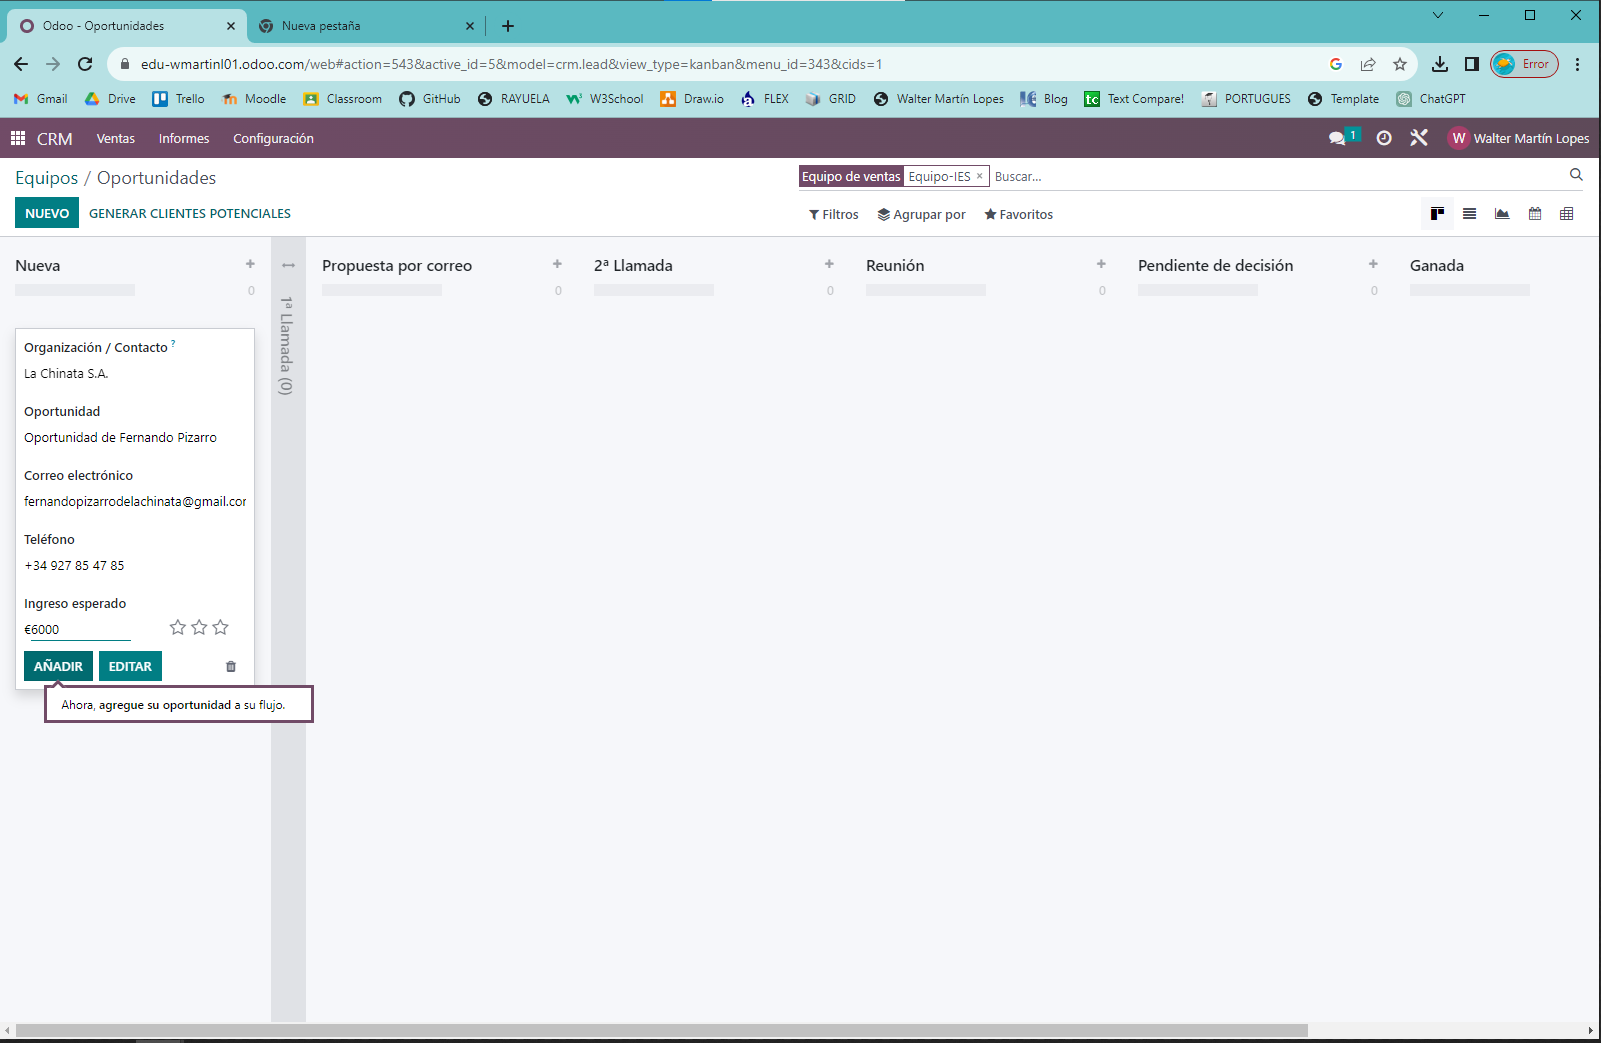 Odoo - Oportunidades
Nueva pestaña
edu-wmartinl01.odoo.com/web#action=543&active_id=5&model=crm.lead&view_type=kanban&menu_id=343&cids=1
Error
Gmail Drive Trello Moodle Classroom GitHub RAYUELA W3School Draw.io FLEX GRID Walter Martín Lopes Blog Text Compare! PORTUGUES Template ChatGPT
CRM Ventas Informes Configuración
1
W Walter Martín Lopes
Equipos / Oportunidades
Equipo de ventas Equipo-IES × Buscar...
NUEVO GENERAR CLIENTES POTENCIALES
Filtros Agrupar por Favoritos
Nueva
0
1ª Llamada (0)
Propuesta por correo
0
2ª Llamada
0
Reunión
0
Pendiente de decisión
0
Ganada
Organización / Contacto ?
La Chinata S.A.
Oportunidad
Oportunidad de Fernando Pizarro
Correo electrónico
fernandopizarrodelachinata@gmail.cor
Teléfono
+34 927 85 47 85
Ingreso esperado
€6000
AÑADIR EDITAR
Ahora, agregue su oportunidad a su flujo.